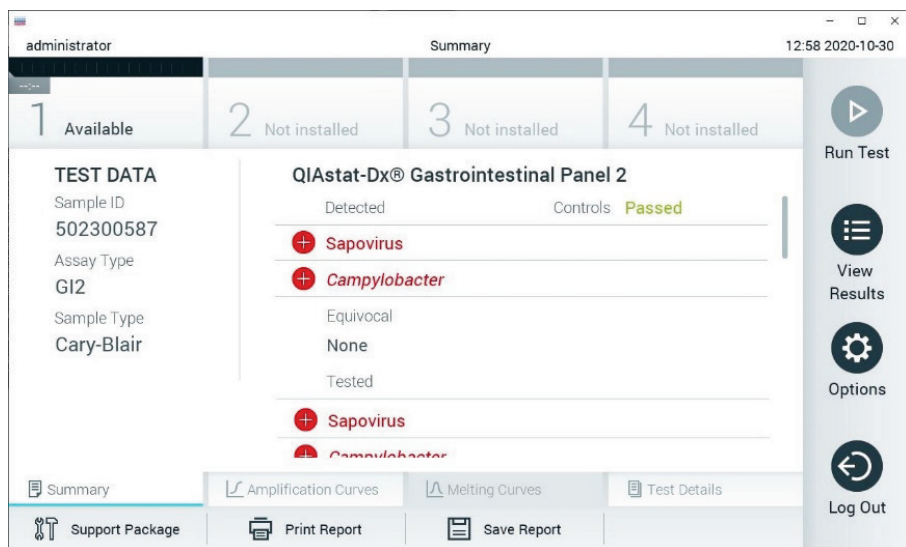 administrator
Summary
12:58 2020-10-30
--:--
1 Available
2 Not installed
3 Not installed
4 Not installed
Run Test
TEST DATA
Sample ID
502300587
Assay Type
GI2
Sample Type
Cary-Blair
QIAstat-Dx® Gastrointestinal Panel 2
Detected
Controls Passed
Sapovirus
Campylobacter
Equivocal
None
Tested
Sapovirus
Campylobacter
View
Results
Options
Log Out
Summary
Amplification Curves
Melting Curves
Test Details
Support Package
Print Report
Save Report